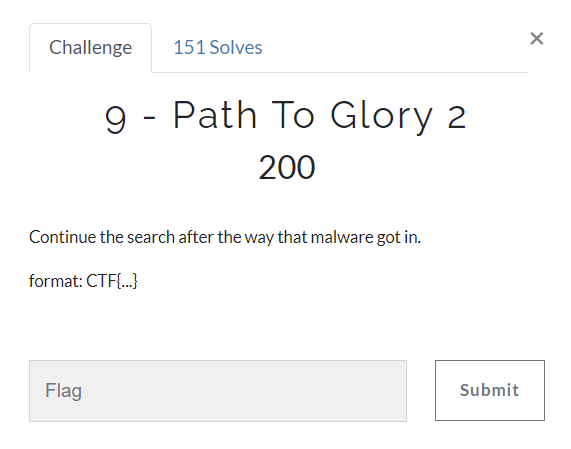 Challenge
151 Solves
×
9 - Path To Glory 2
200
Continue the search after the way that malware got in.
format: CTF{...}
Flag
Submit